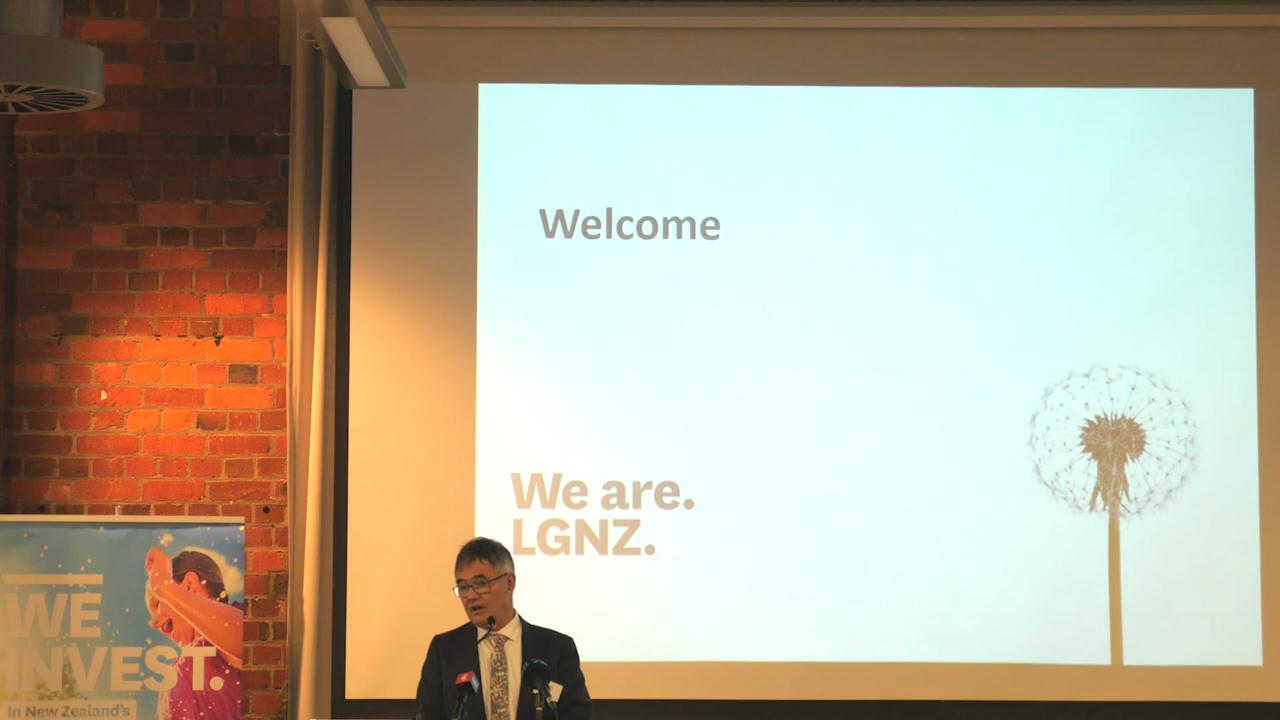 Welcome
We are.
LGNZ.
WE
INVEST.
In New Zealand's